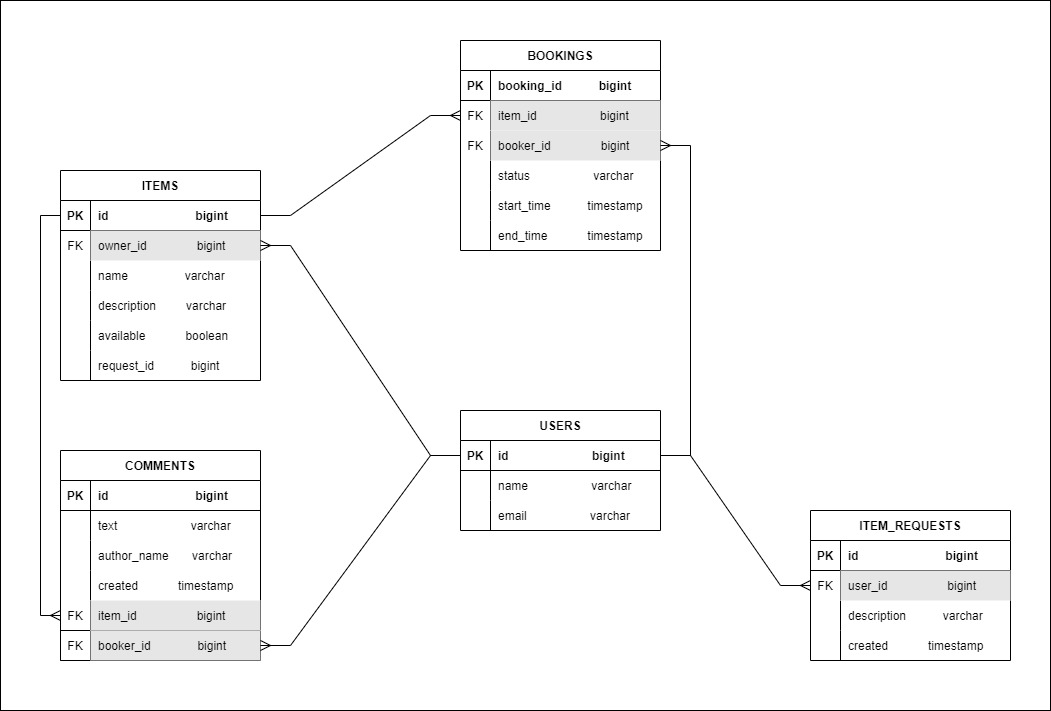 BOOKINGS
PK booking_id bigint
FK item_id bigint
FK booker_id bigint
status varchar
start_time timestamp
end_time timestamp
ITEMS
PK id bigint
FK owner_id bigint
name varchar
description varchar
available boolean
request_id bigint
USERS
PK id bigint
name varchar
email varchar
COMMENTS
PK id bigint
text varchar
author_name varchar
created timestamp
FK item_id bigint
FK booker_id bigint
ITEM_REQUESTS
PK id bigint
FK user_id bigint
description varchar
created timestamp